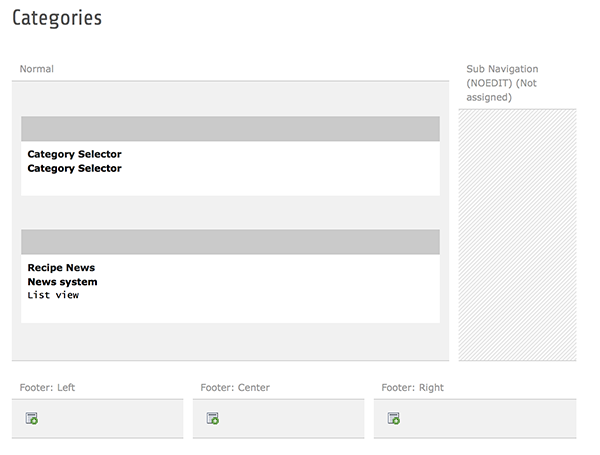 Categories
Normal
Sub Navigation
(NOEDIT) (Not
assigned)
Category Selector
Category Selector
Recipe News
News system
List view
Footer: Left
Footer: Center
Footer: Right